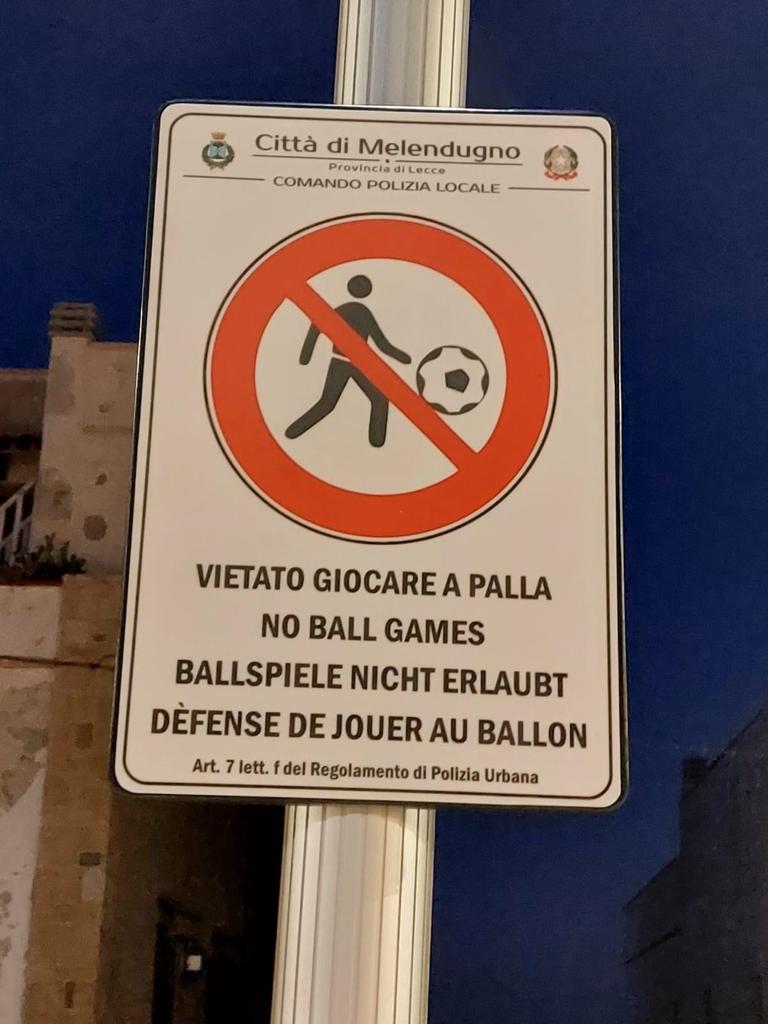 Città di Melendugno
Provincia di Lecce
COMANDO POLIZIA LOCALE
VIETATO GIOCARE A PALLA
NO BALL GAMES
BALLSPIELE NICHT ERLAUBT
DÈFENSE DE JOUER AU BALLON
Art. 7 lett. f del Regolamento di Polizia Urbana